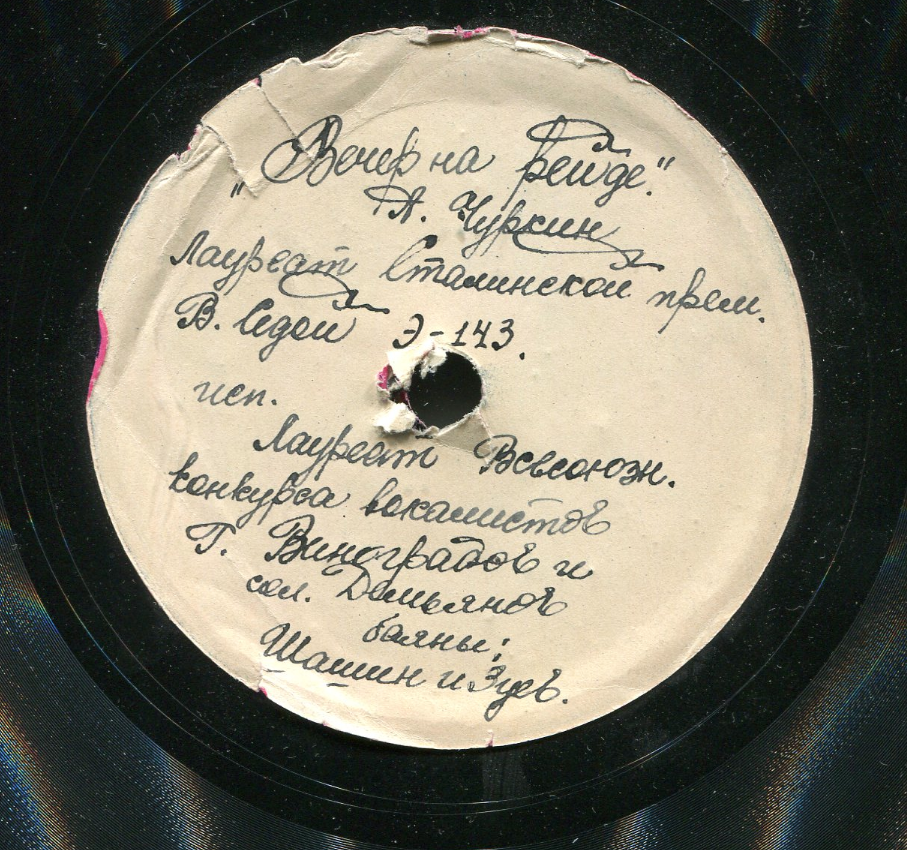 „Вечер на рейде."
А. Чуркин
Лауреат Сталинской прем.
В. Седой Э-143.
исп.
Лауреат Всесоюзн.
конкурса вокалистов
Г. Виноградов и
сол. Демьянов
баяны;
Шашин и Зуев.